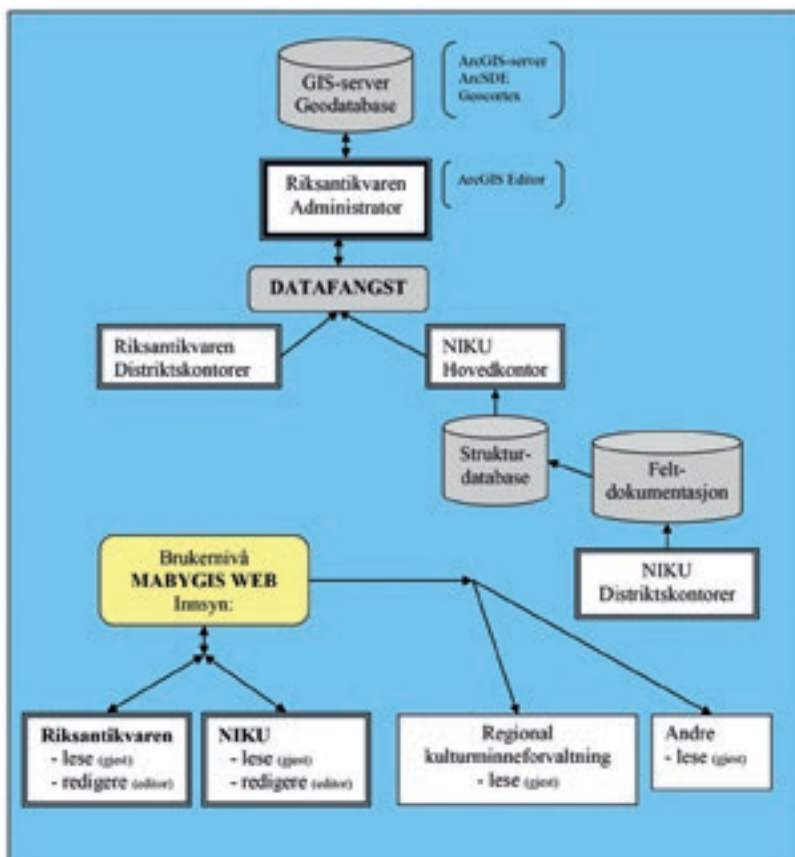 GIS-server
Geodatabase
ArcGIS-server
ArcSDE
Geocortex
Riksantikvaren
Administrator
ArcGIS Editor
DATAFANGST
Riksantikvaren
Distriktskontorer
NIKU
Hovedkontor
Struktur-
database
Felt-
dokumentasjon
NIKU
Distriktskontorer
Brukernivå
MABYGIS WEB
Innsyn:
Riksantikvaren
- lese (gjest)
- redigere (editor)
NIKU
- lese (gjest)
- redigere (editor)
Regional
kulturminneforvaltning
- lese (gjest)
Andre
- lese (gjest)